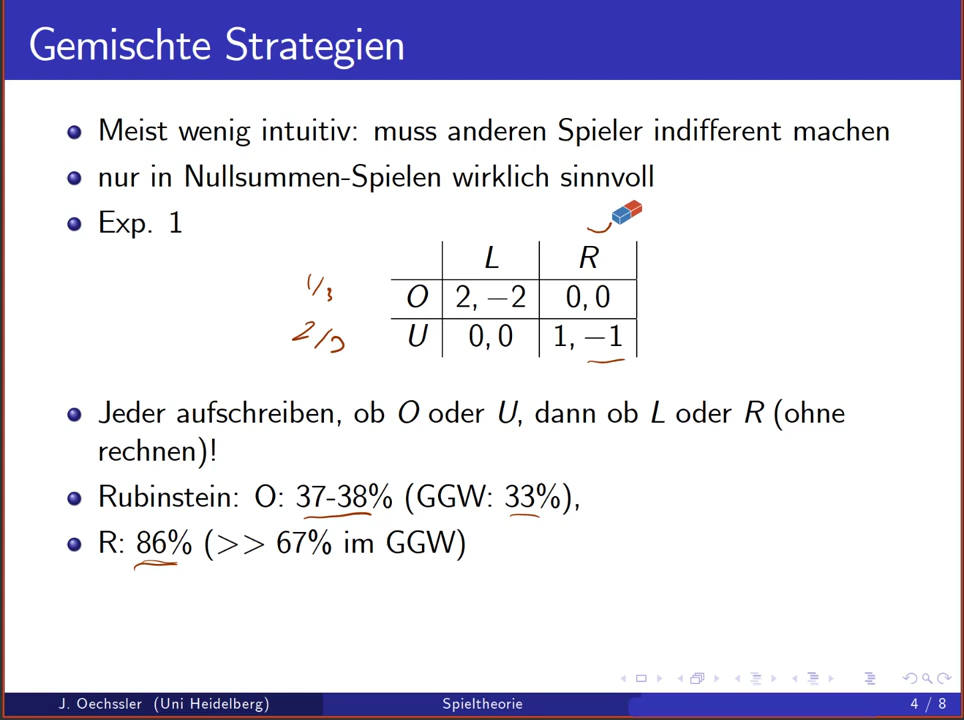 Gemischte Strategien
Meist wenig intuitiv: muss anderen Spieler indifferent machen
nur in Nullsummen-Spielen wirklich sinnvoll
Exp. 1
L R
1/3 O 2, −2 0, 0
2/3 U 0, 0 1, −1
Jeder aufschreiben, ob O oder U, dann ob L oder R (ohne
rechnen)!
Rubinstein: O: 37-38% (GGW: 33%),
R: 86% (>> 67% im GGW)
J. Oechssler (Uni Heidelberg) Spieltheorie 4 / 8